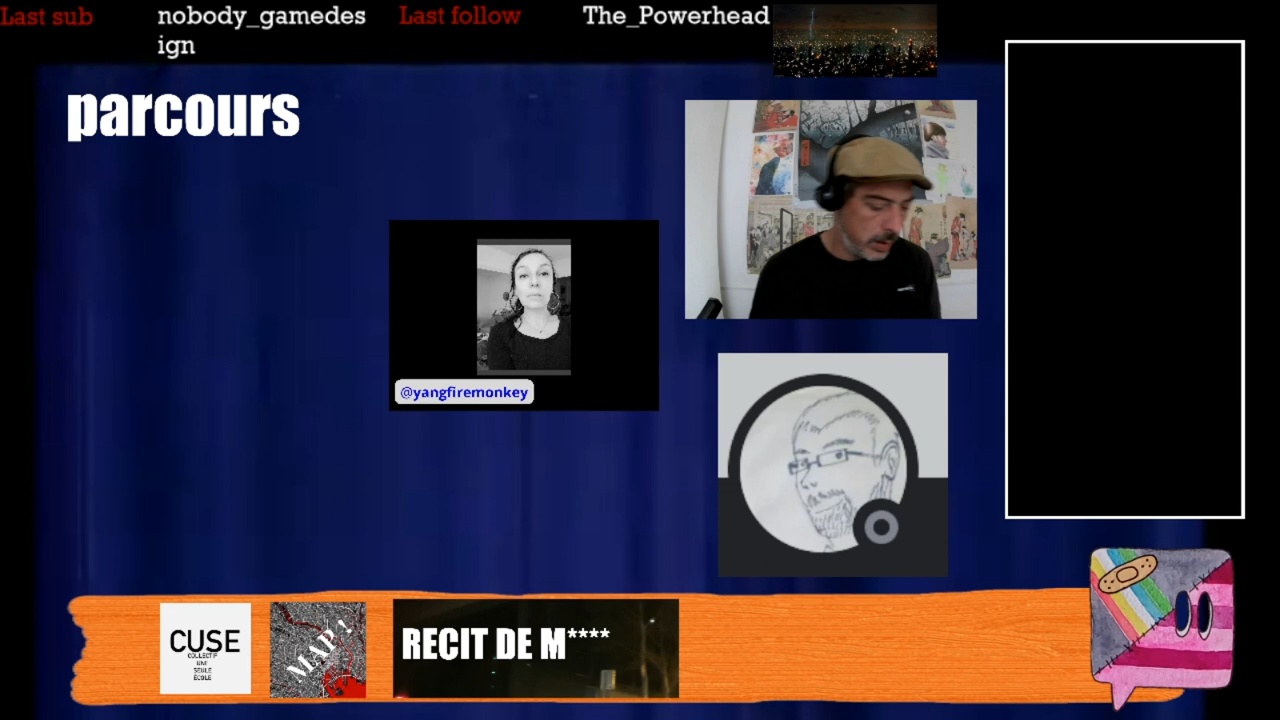 Last sub
nobody_gamedes
ign
Last follow
The_Powerhead
parcours
@yangfiremonkey
CUSE
COLLECTIF
UNE
SEULE
ÉCOLE
MAP !
RECIT DE M****